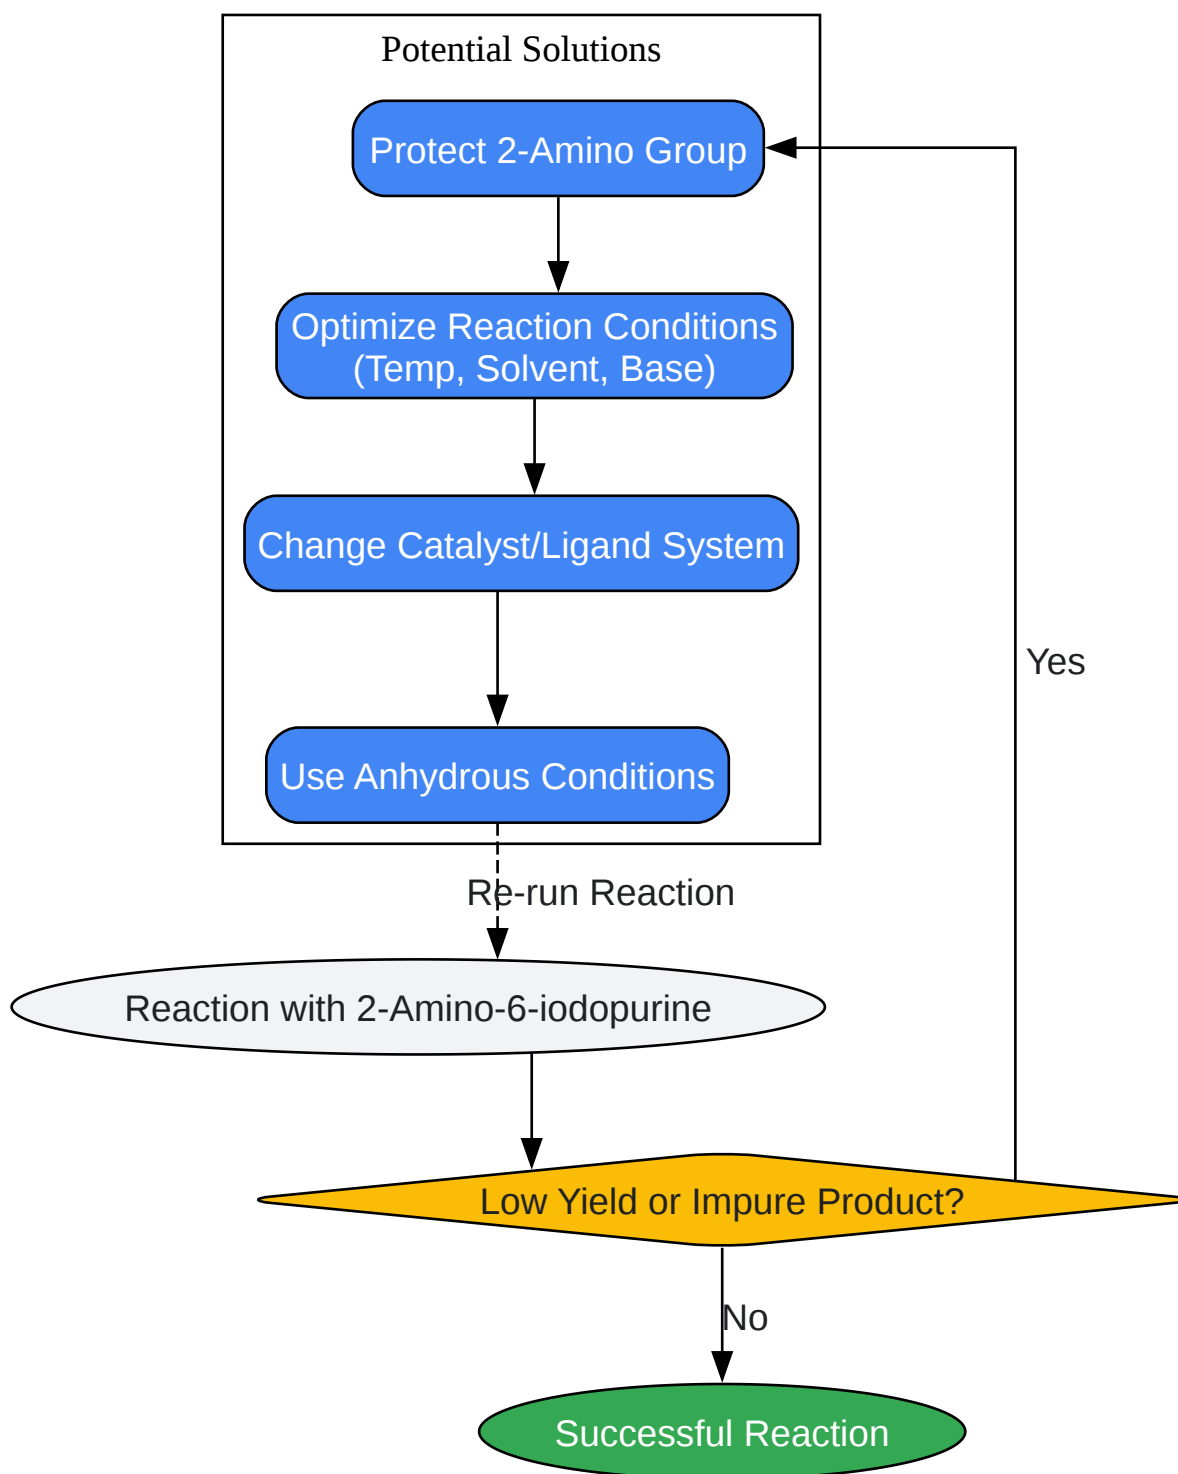 Potential Solutions
Protect 2-Amino Group
Optimize Reaction Conditions
(Temp, Solvent, Base)
Change Catalyst/Ligand System
Yes
Use Anhydrous Conditions
Re-run Reaction
Reaction with 2-Amino-6-iodopurine
Low Yield or Impure Product?
No
Successful Reaction